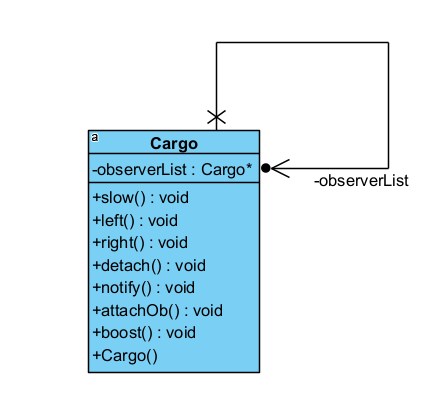 a
Cargo
-observerList : Cargo*
-observerList
+slow() : void
+left() : void
+right() : void
+detach() : void
+notify() : void
+attachOb() : void
+boost() : void
+Cargo()